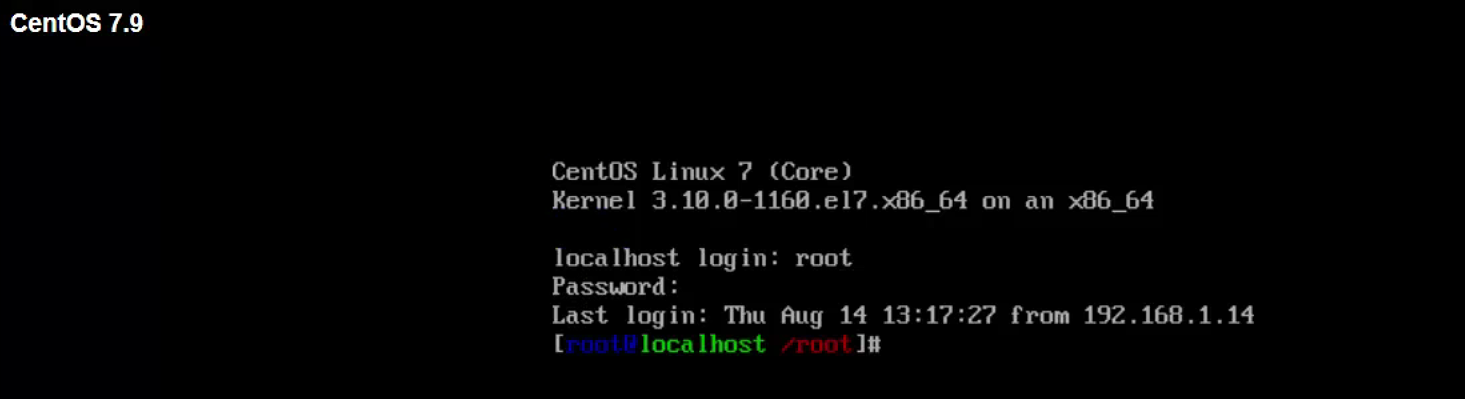 CentOS 7.9
CentOS Linux 7 (Core)
Kernel 3.10.0-1160.el7.x86_64 on an x86_64
localhost login: root
Password:
Last login: Thu Aug 14 13:17:27 from 192.168.1.14
[root@localhost /root]#